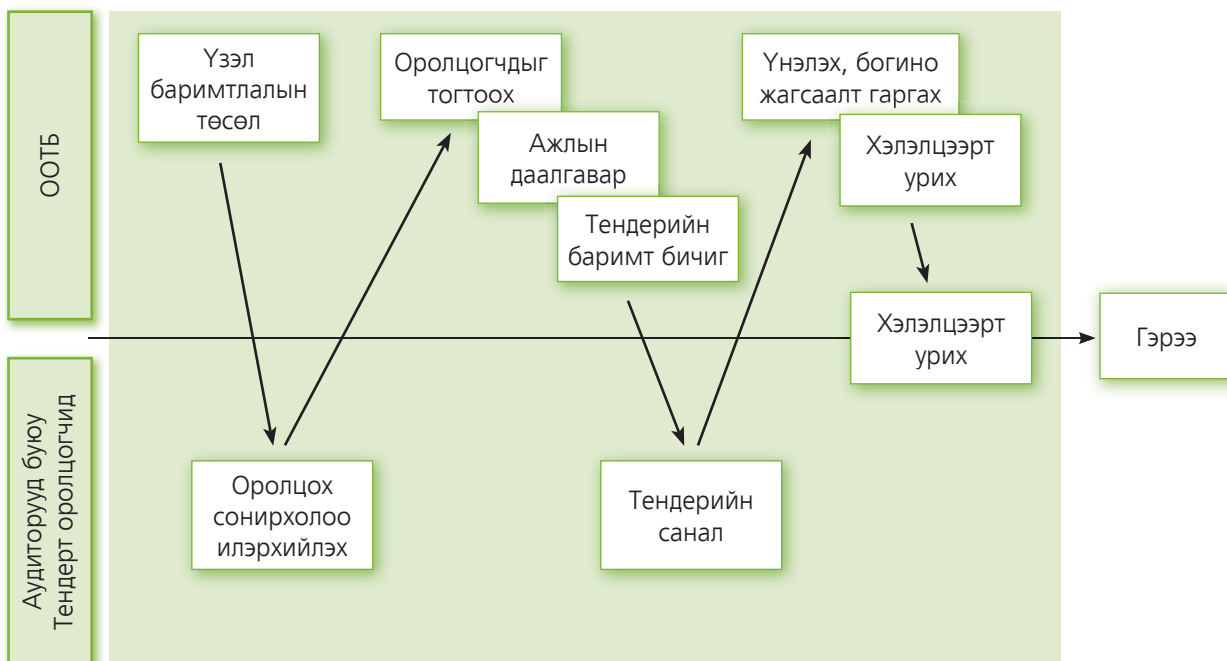 ООТБ
Үзэл
баримтлалын
төсөл
Оролцогчдыг
тогтоох
Ажлын
даалгавар
Тендерийн
баримт бичиг
Үнэлэх, богино
жагсаалт гаргах
Хэлэлцээрт
урих
Хэлэлцээрт
урих
Гэрээ
Аудиторууд буюу
Тендерт оролцогчид
Оролцох
сонирхолоо
илэрхийлэх
Тендерийн
санал